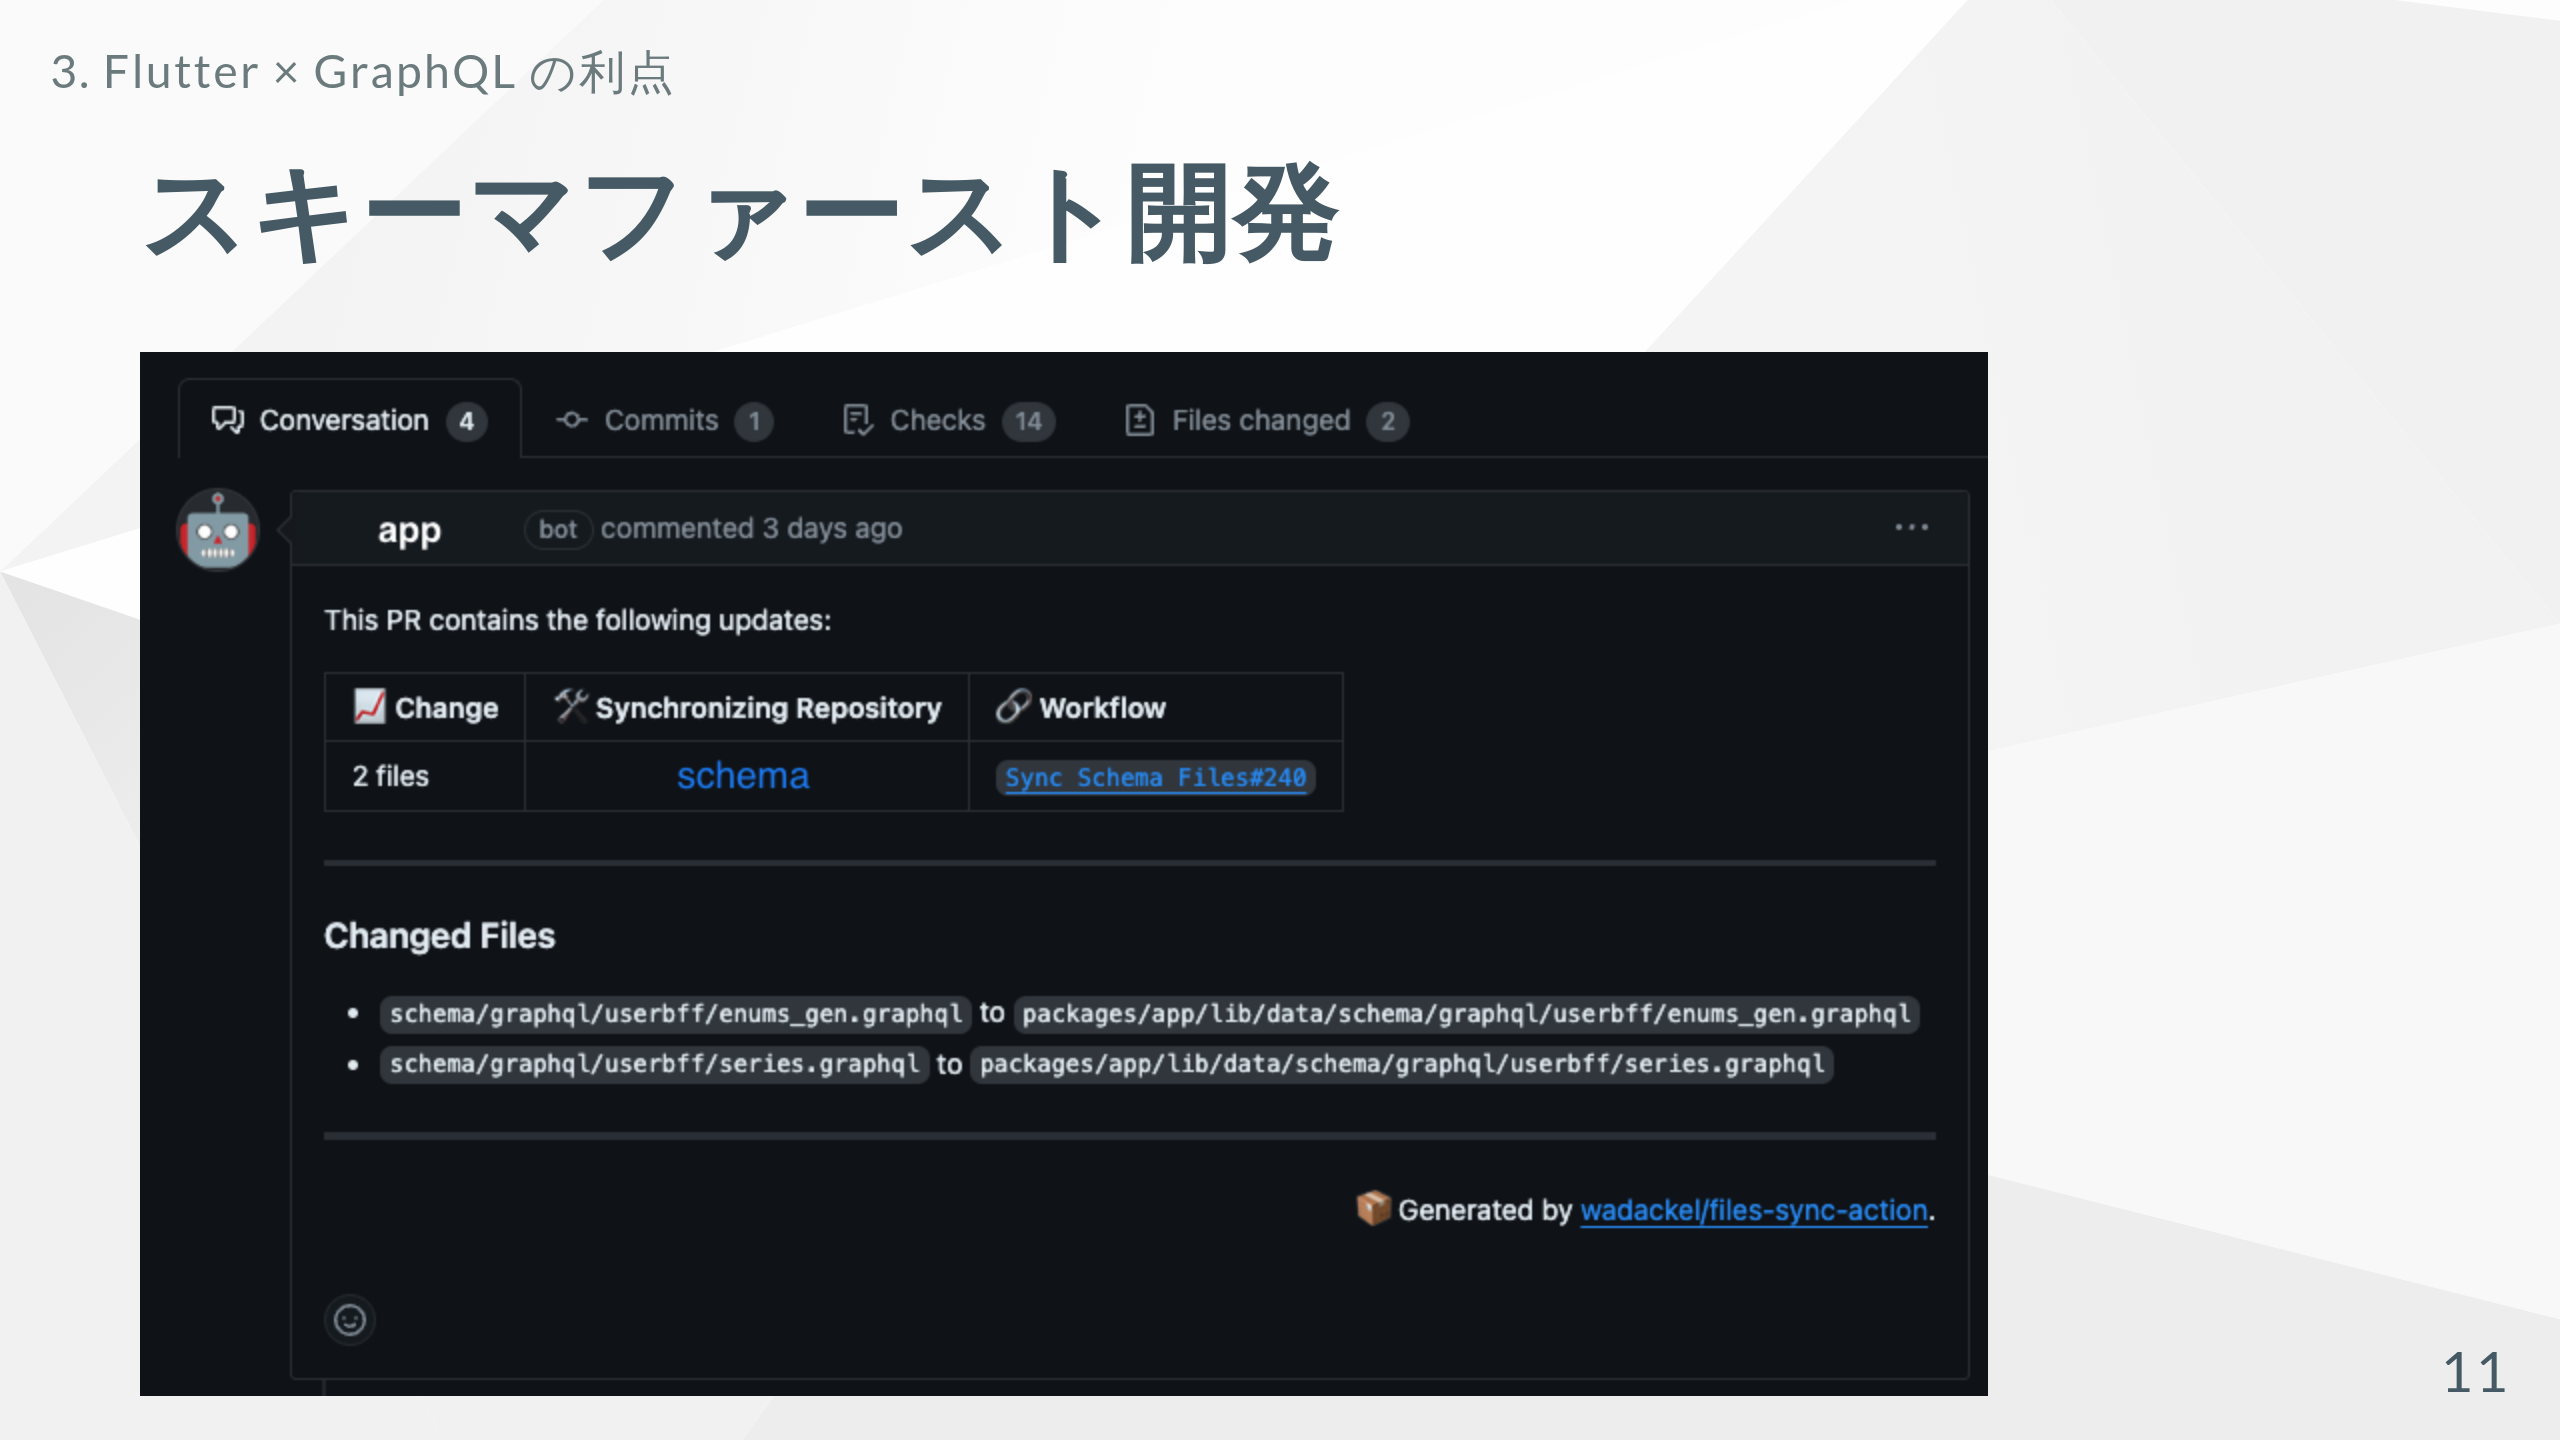 3. Flutter × GraphQL の利点
スキーマファースト開発
Conversation 4 Commits 1 Checks 14 Files changed 2
app bot commented 3 days ago ...
This PR contains the following updates:
📈 Change 🛠 Synchronizing Repository 🔗 Workflow
2 files schema Sync Schema Files#240
Changed Files
• schema/graphql/userbff/enums_gen.graphql to packages/app/lib/data/schema/graphql/userbff/enums_gen.graphql
• schema/graphql/userbff/series.graphql to packages/app/lib/data/schema/graphql/userbff/series.graphql
📦 Generated by wadackel/files-sync-action.
11